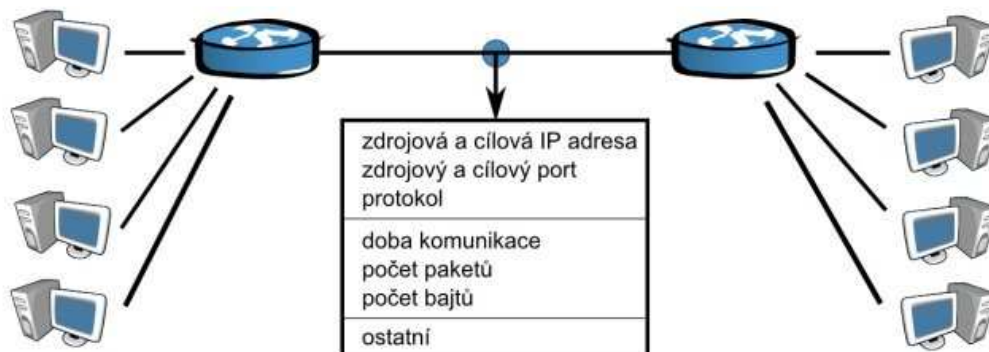 zdrojová a cílová IP adresa
zdrojový a cílový port
protokol
doba komunikace
počet paketů
počet bajtů
ostatní